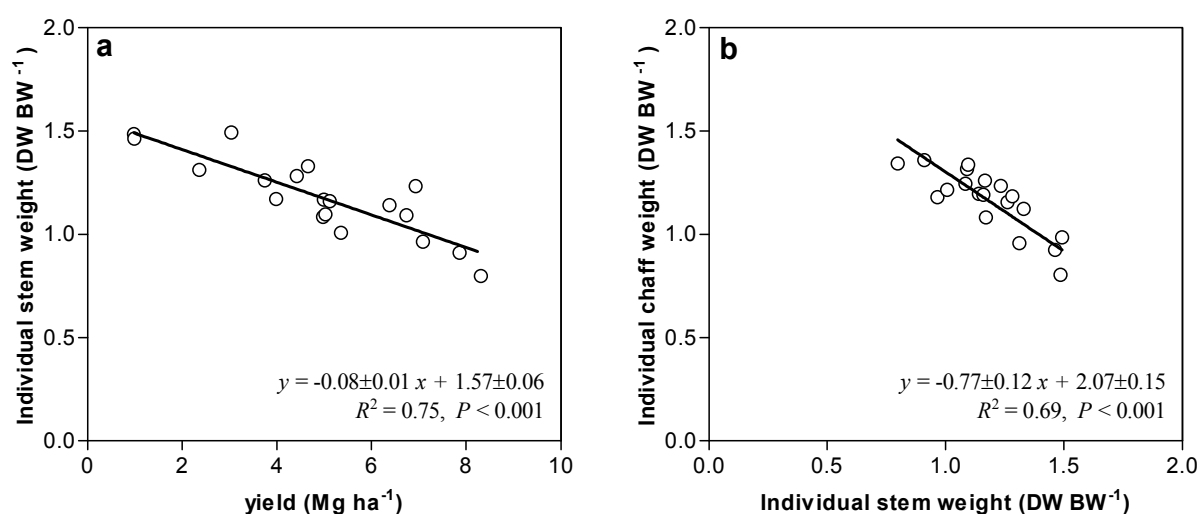 a
2.0
1.5
1.0
0.5
0.0
Individual stem weight (DW BW⁻¹)
y = -0.08±0.01 x + 1.57±0.06
R² = 0.75, P < 0.001
0 2 4 6 8 10
yield (Mg ha⁻¹)
b
2.0
1.5
1.0
0.5
0.0
Individual chaff weight (DW BW⁻¹)
y = -0.77±0.12 x + 2.07±0.15
R² = 0.69, P < 0.001
0.0 0.5 1.0 1.5 2.0
Individual stem weight (DW BW⁻¹)